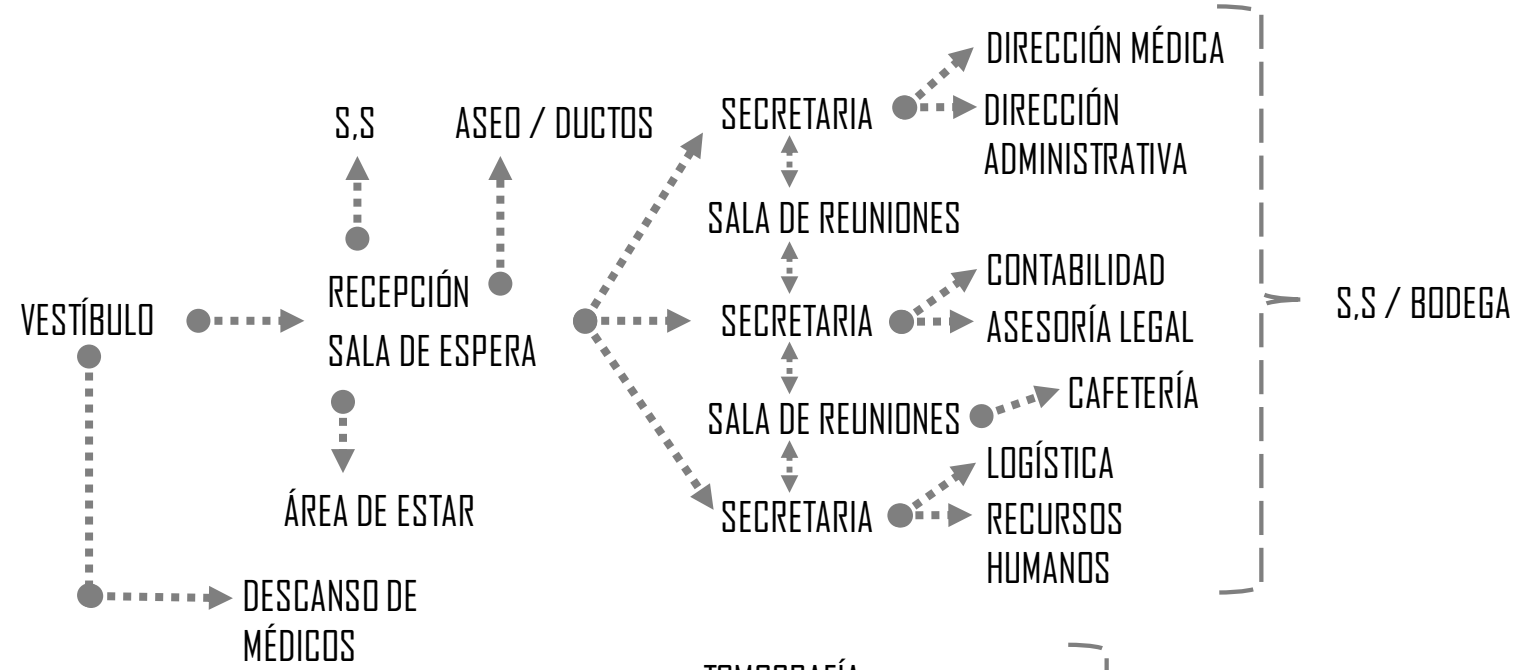 DIRECCIÓN MÉDICA
S,S
ASEO / DUCTOS
SECRETARIA
DIRECCIÓN
ADMINISTRATIVA
SALA DE REUNIONES
VESTÍBULO
RECEPCIÓN
SALA DE ESPERA
SECRETARIA
CONTABILIDAD
ASESORÍA LEGAL
S,S / BODEGA
SALA DE REUNIONES
CAFETERÍA
ÁREA DE ESTAR
SECRETARIA
LOGÍSTICA
RECURSOS
HUMANOS
DESCANSO DE
MÉDICOS
TOMOGRAFÍA